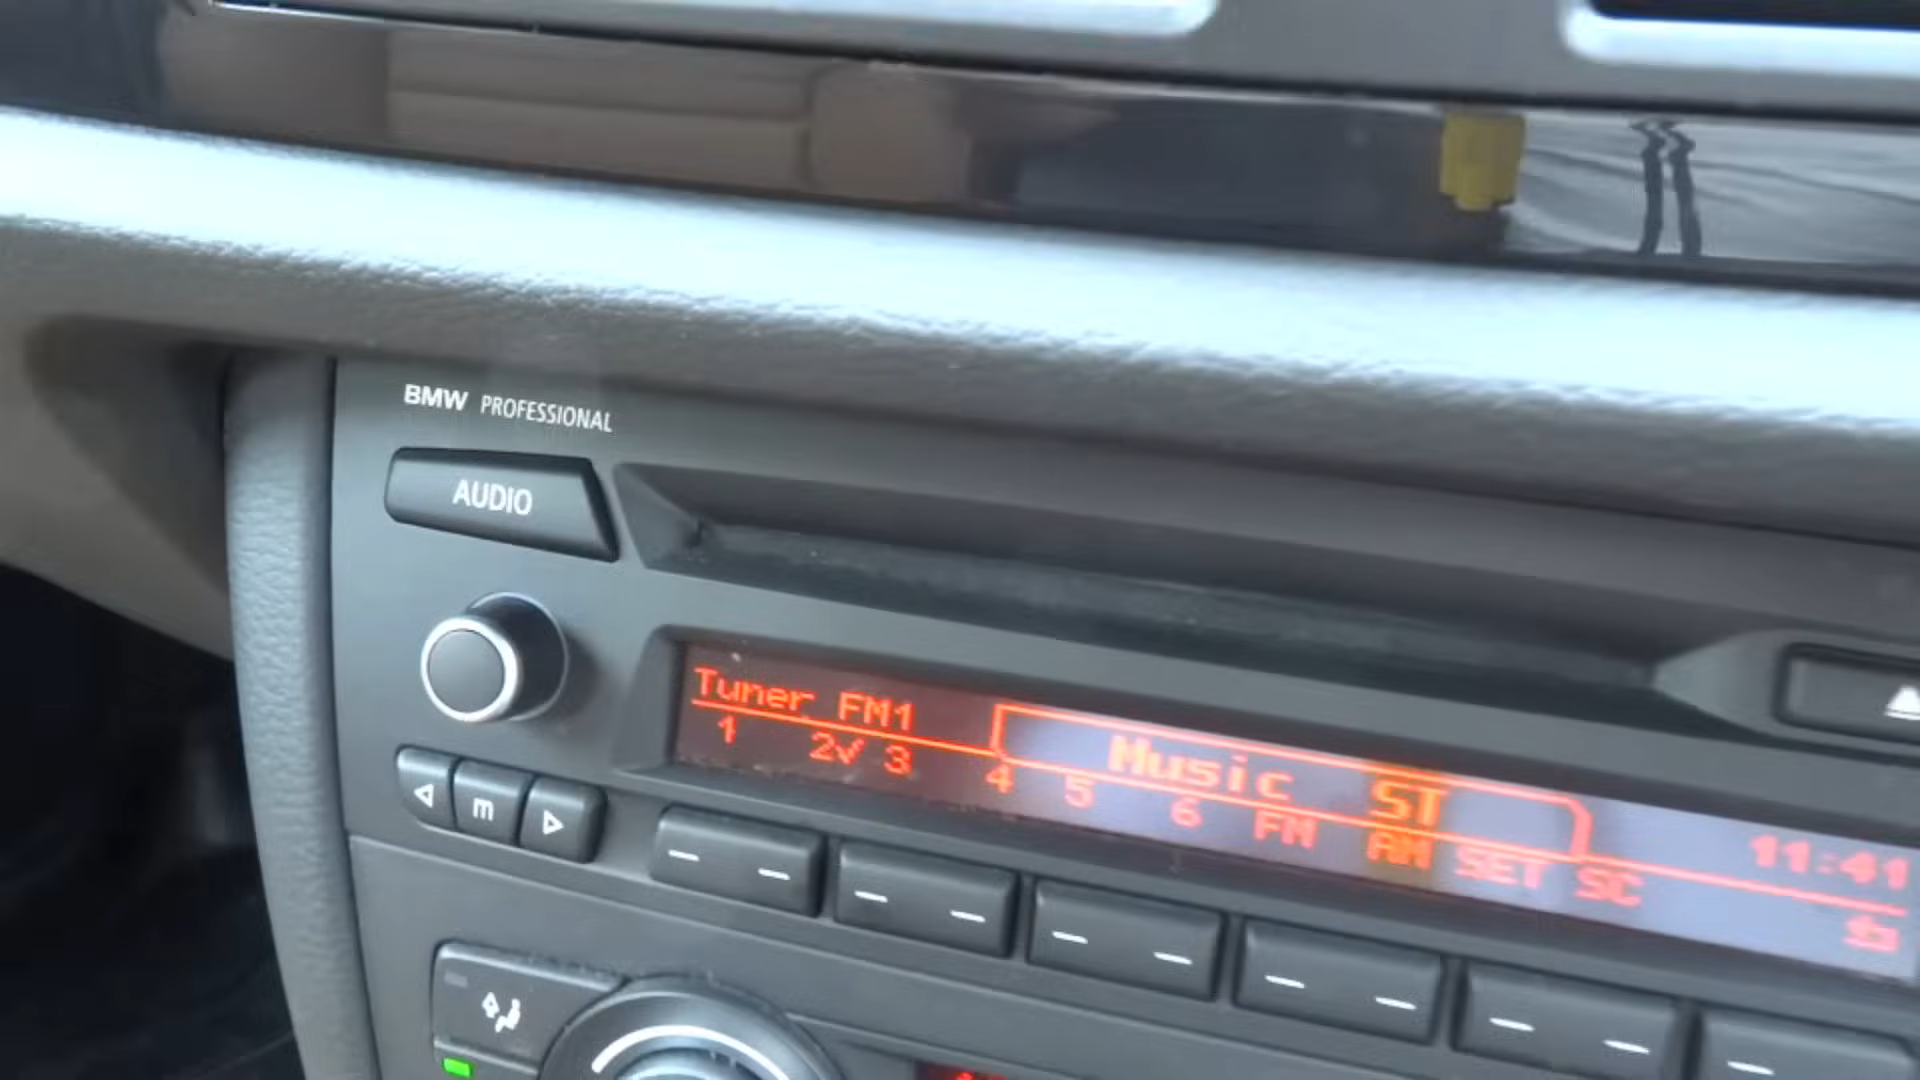 BMW PROFESSIONAL
AUDIO
Tuner FM1
Music ST
11:41
1 2√ 3 4 5 6 FM AM SET SC
m